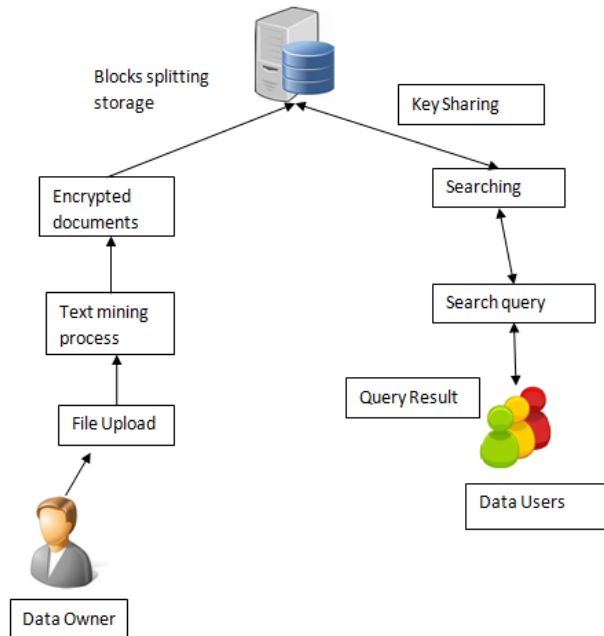 Blocks splitting
storage
Key Sharing
Encrypted
documents
Searching
Text mining
process
Search query
File Upload
Query Result
Data Users
Data Owner